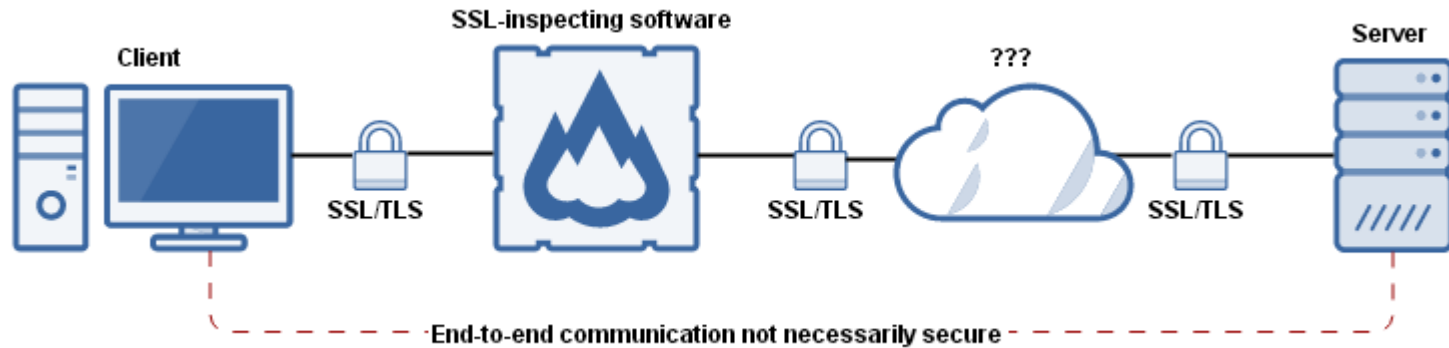 SSL-inspecting software
Client
???
Server
SSL/TLS
SSL/TLS
SSL/TLS
End-to-end communication not necessarily secure